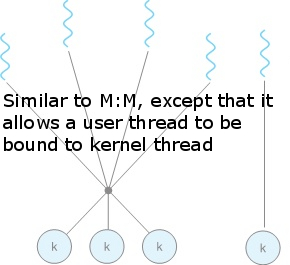 Similar to M:M, except that it
allows a user thread to be
bound to kernel thread
k k k k